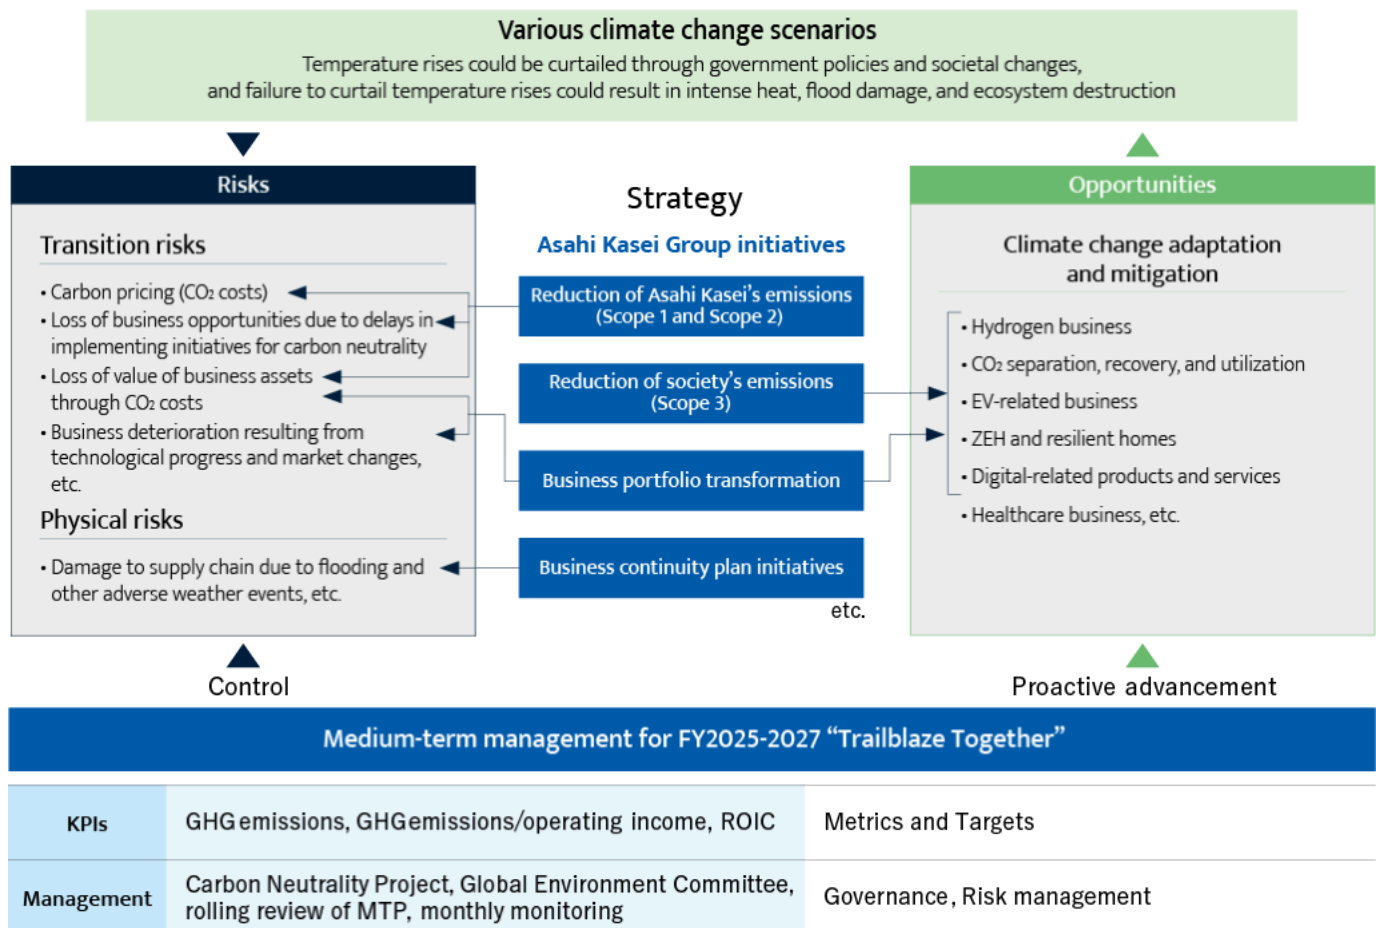 Various climate change scenarios
Temperature rises could be curtailed through government policies and societal changes,
and failure to curtail temperature rises could result in intense heat, flood damage, and ecosystem destruction
Risks
Transition risks
• Carbon pricing (CO₂ costs)
• Loss of business opportunities due to delays in
implementing initiatives for carbon neutrality
• Loss of value of business assets
through CO₂ costs
• Business deterioration resulting from
technological progress and market changes,
etc.
Physical risks
• Damage to supply chain due to flooding and
other adverse weather events, etc.
Control
Strategy
Asahi Kasei Group initiatives
Reduction of Asahi Kasei's emissions
(Scope 1 and Scope 2)
Reduction of society's emissions
(Scope 3)
Business portfolio transformation
Business continuity plan initiatives
etc.
Opportunities
Climate change adaptation
and mitigation
• Hydrogen business
• CO₂ separation, recovery, and utilization
• EV-related business
• ZEH and resilient homes
• Digital-related products and services
• Healthcare business, etc.
Proactive advancement
Medium-term management for FY2025-2027 “Trailblaze Together”
KPIs
GHG emissions, GHG emissions/operating income, ROIC
Metrics and Targets
Management
Carbon Neutrality Project, Global Environment Committee,
rolling review of MTP, monthly monitoring
Governance, Risk management